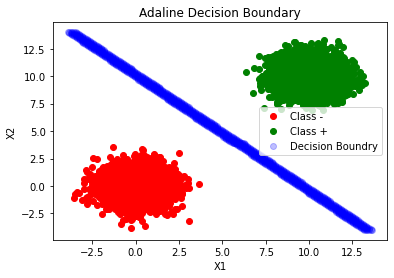 Adaline Decision Boundary
12.5
10.0
7.5
5.0
2.5
0.0
−2.5
X2
Class -
Class +
Decision Boundry
−2.5 0.0 2.5 5.0 7.5 10.0 12.5
X1